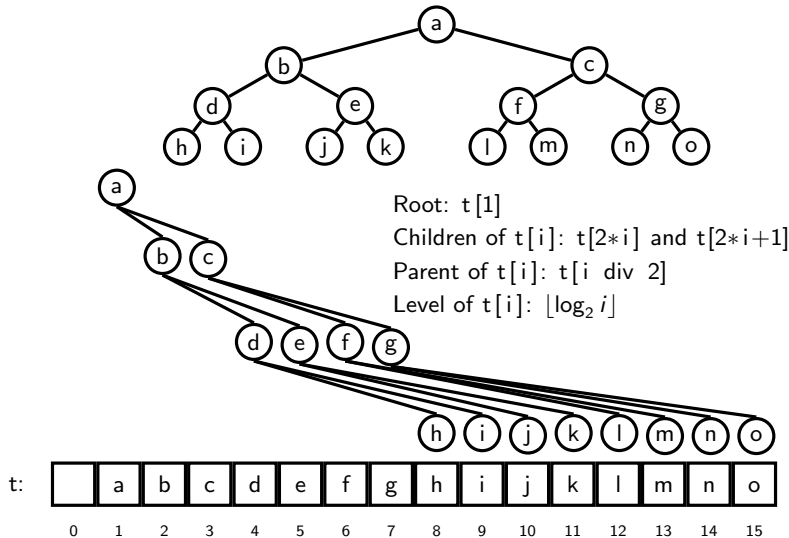 a
b c
d e f g
h i j k l m n o
a
Root: t[1]
Children of t[i]: t[2*i] and t[2*i+1]
b c
Parent of t[i]: t[i div 2]
Level of t[i]: ⌊log₂ i⌋
d e f g
h i j k l m n o
t: a b c d e f g h i j k l m n o
0 1 2 3 4 5 6 7 8 9 10 11 12 13 14 15